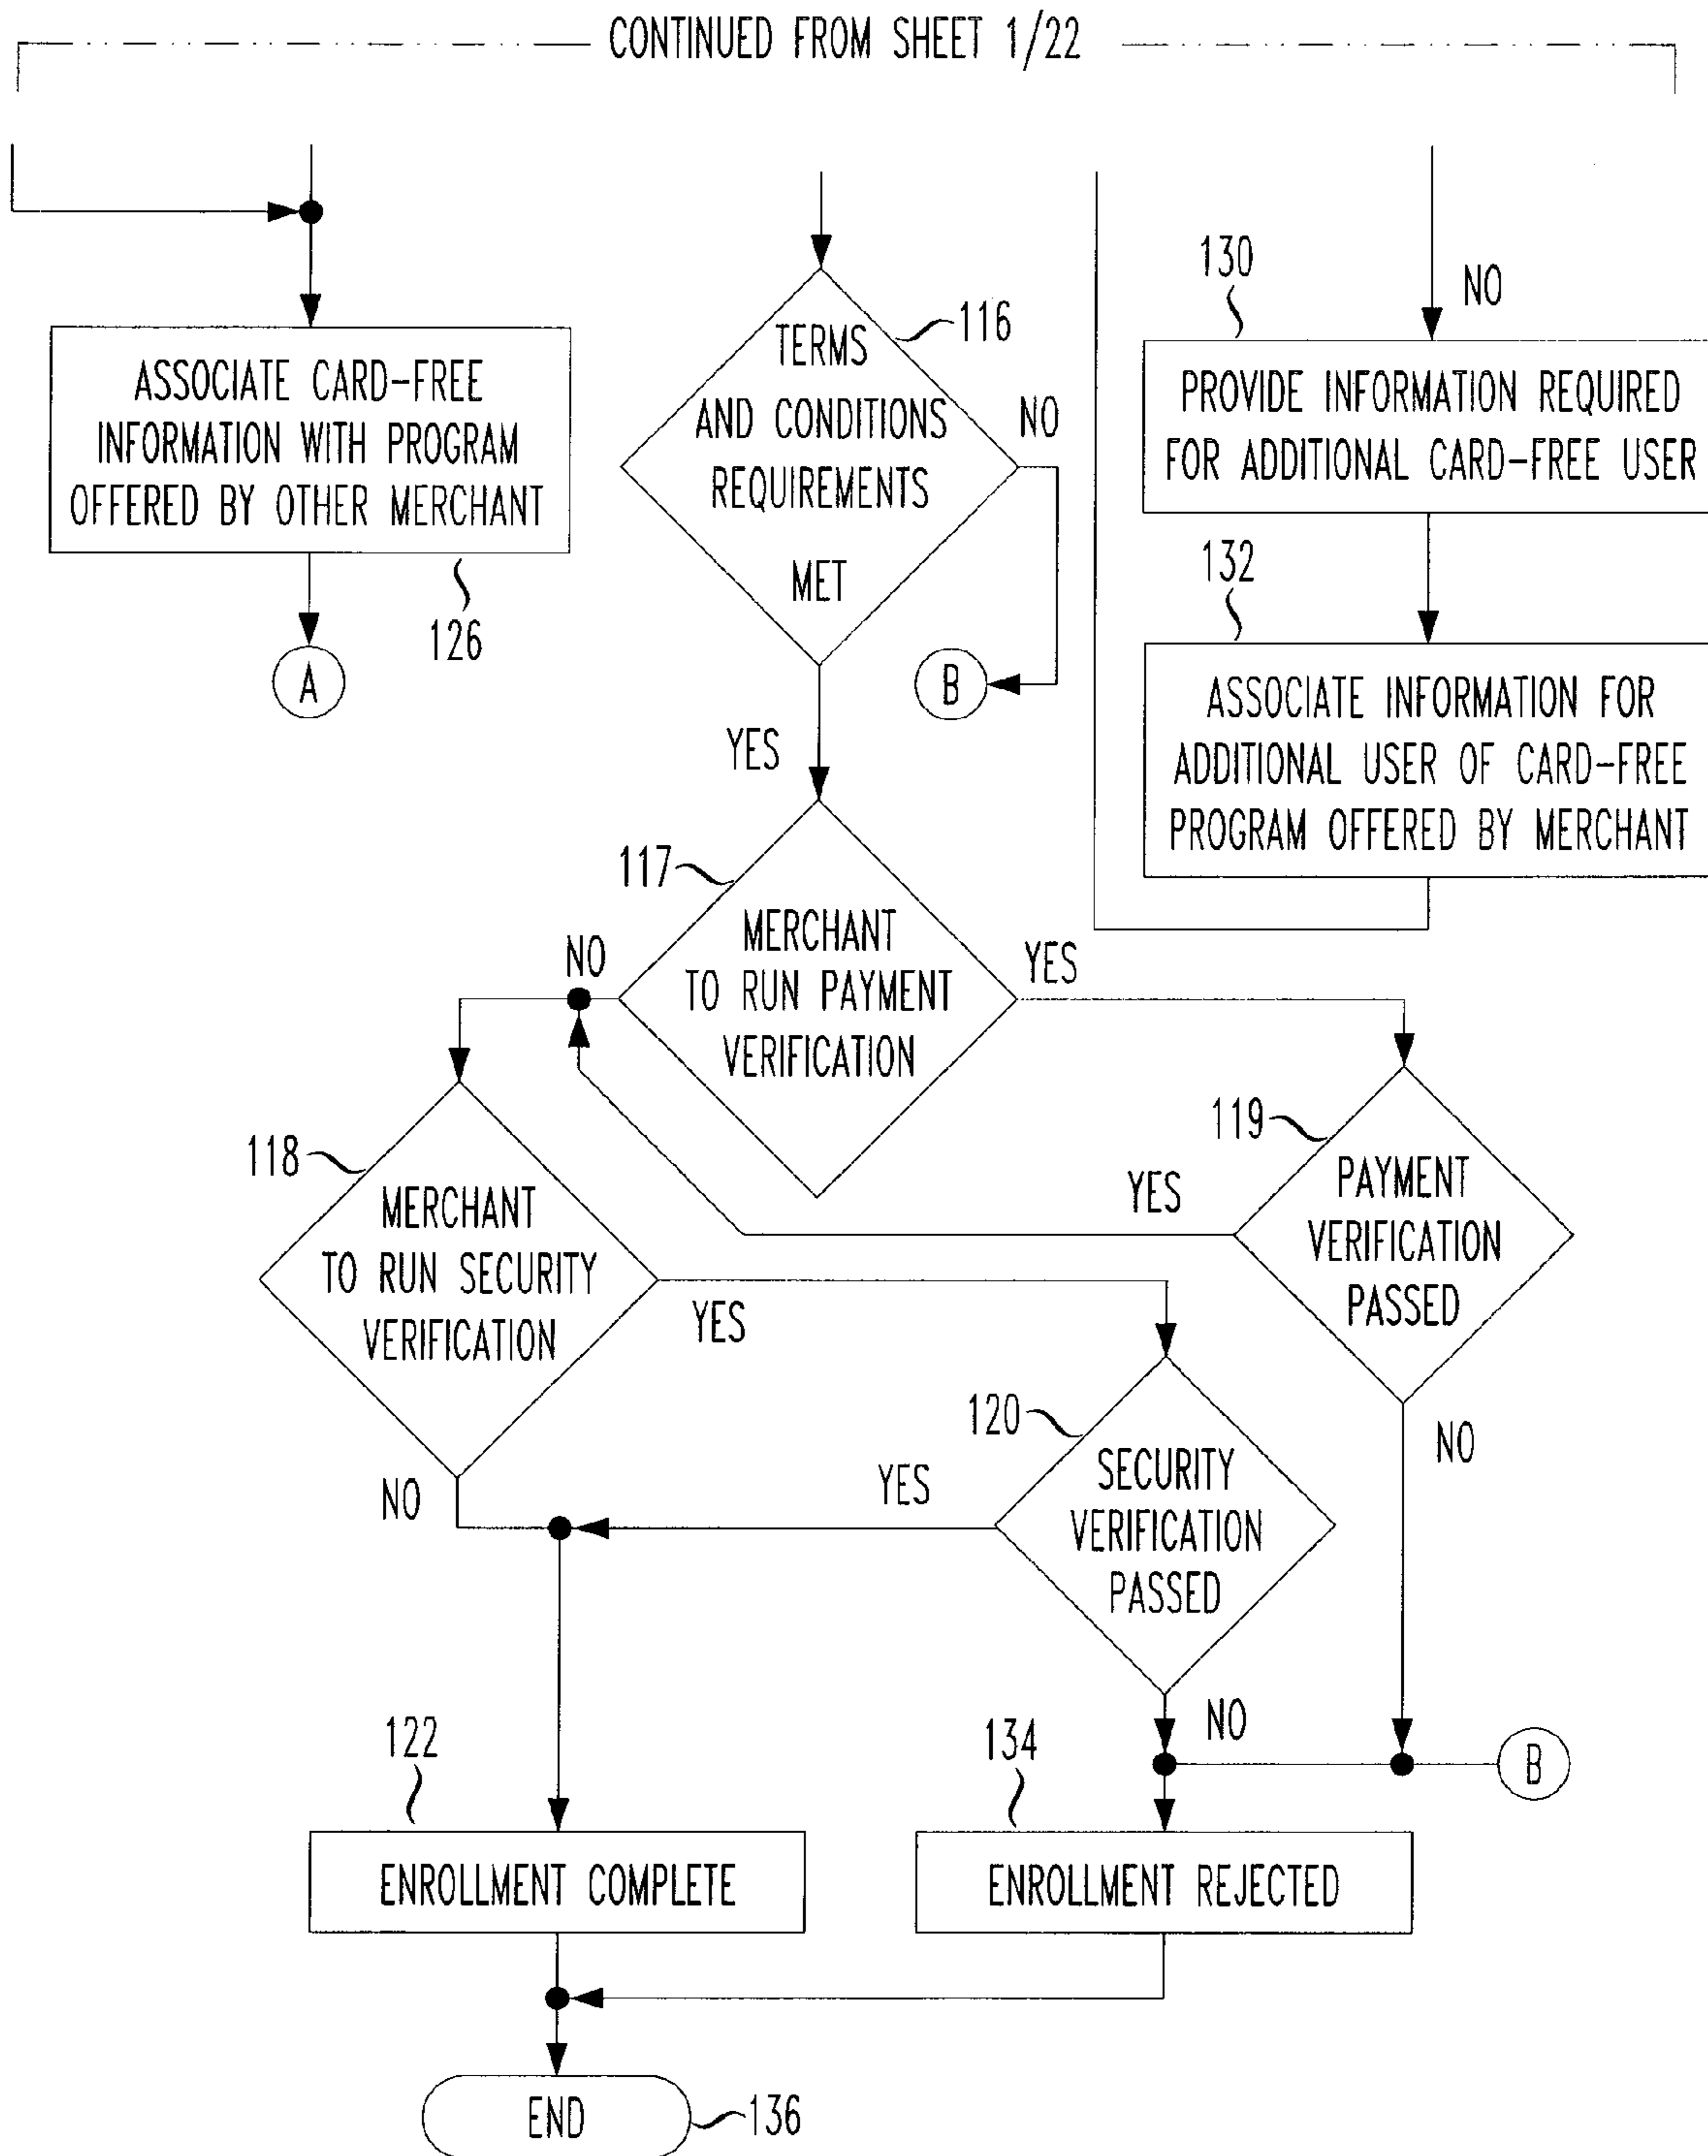 CONTINUED FROM SHEET 1/22
NO
130
116
TERMS
AND CONDITIONS
REQUIREMENTS
MET
NO
ASSOCIATE CARD-FREE
INFORMATION WITH PROGRAM
OFFERED BY OTHER MERCHANT
126
A
B
YES
PROVIDE INFORMATION REQUIRED
FOR ADDITIONAL CARD-FREE USER
132
ASSOCIATE INFORMATION FOR
ADDITIONAL USER OF CARD-FREE
PROGRAM OFFERED BY MERCHANT
117
MERCHANT
TO RUN PAYMENT
VERIFICATION
NO
YES
118
MERCHANT
TO RUN SECURITY
VERIFICATION
YES
NO
119
PAYMENT
VERIFICATION
PASSED
YES
NO
120
SECURITY
VERIFICATION
PASSED
YES
NO
B
122
ENROLLMENT COMPLETE
134
ENROLLMENT REJECTED
END
136